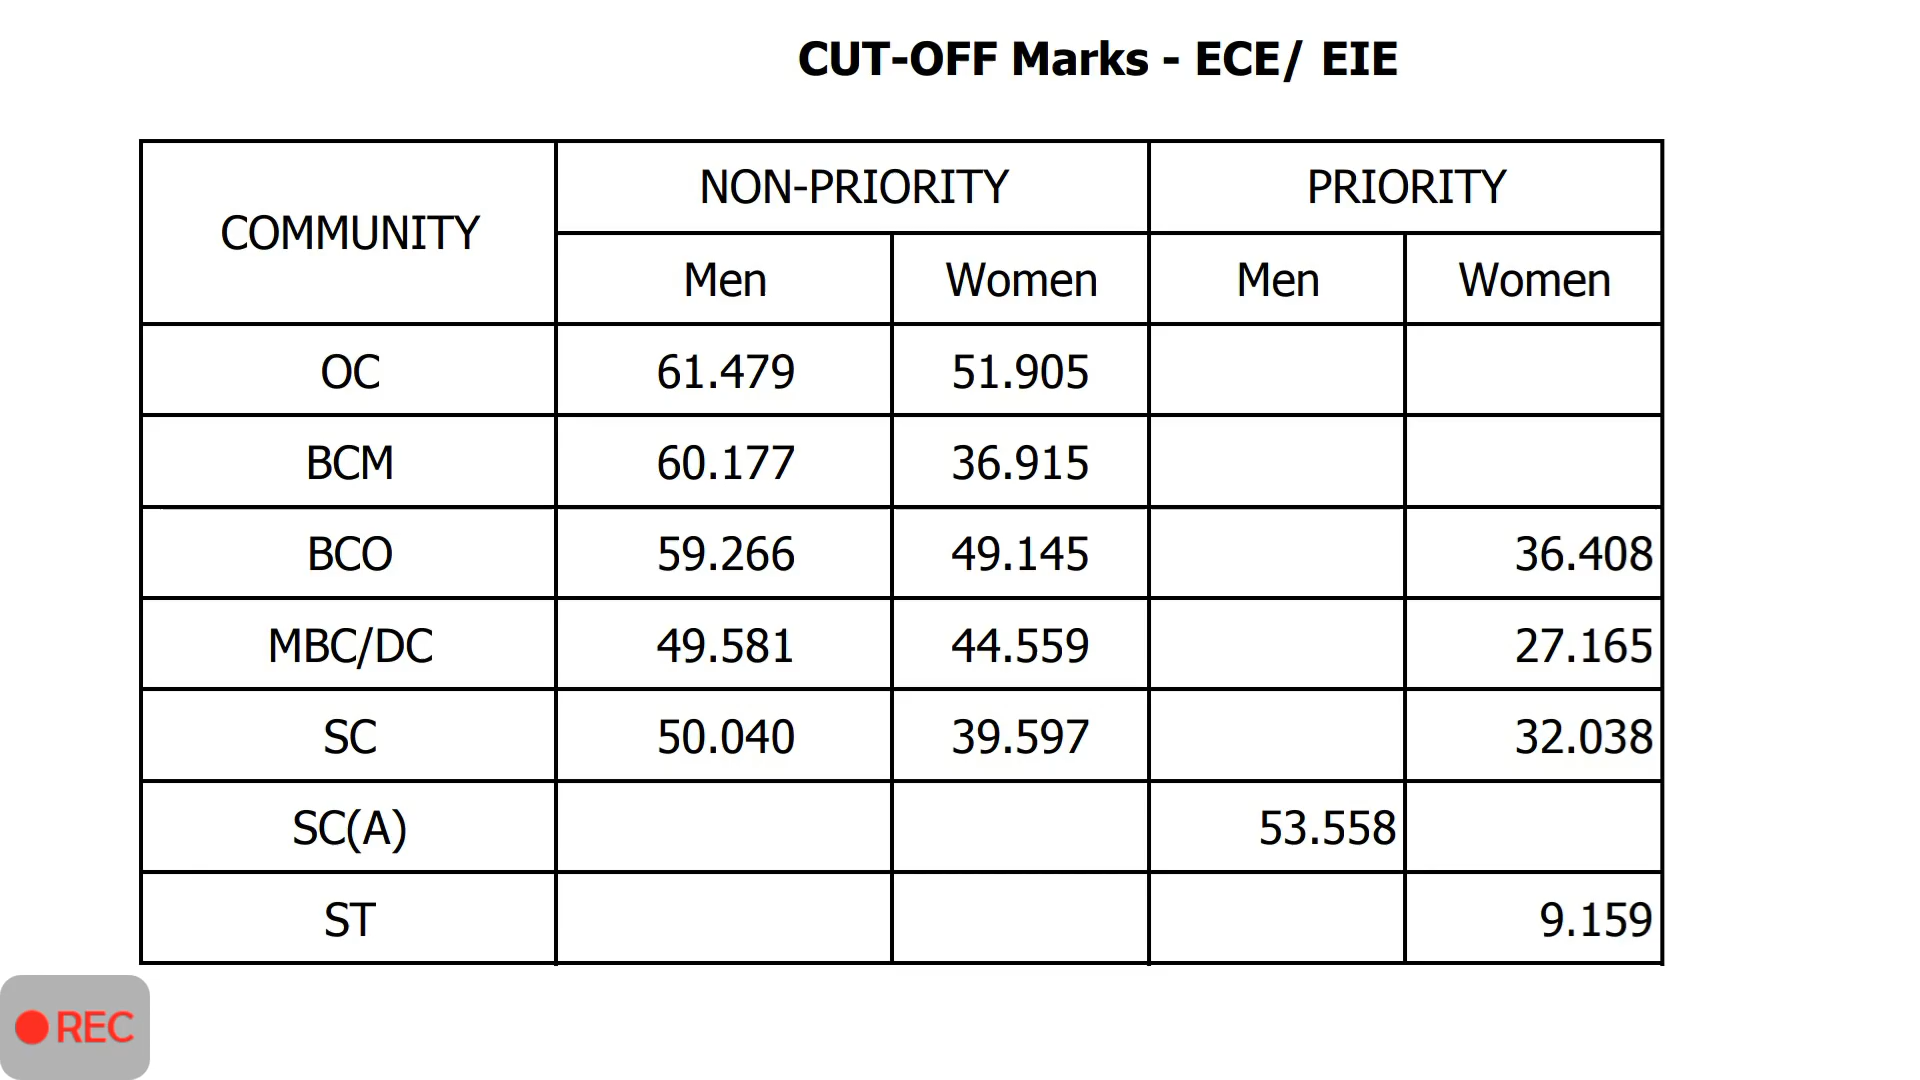 CUT-OFF Marks - ECE/ EIE
COMMUNITY NON-PRIORITY PRIORITY
Men Women Men Women
OC 61.479 51.905
BCM 60.177 36.915
BCO 59.266 49.145 36.408
MBC/DC 49.581 44.559 27.165
SC 50.040 39.597 32.038
SC(A) 53.558
ST 9.159
REC